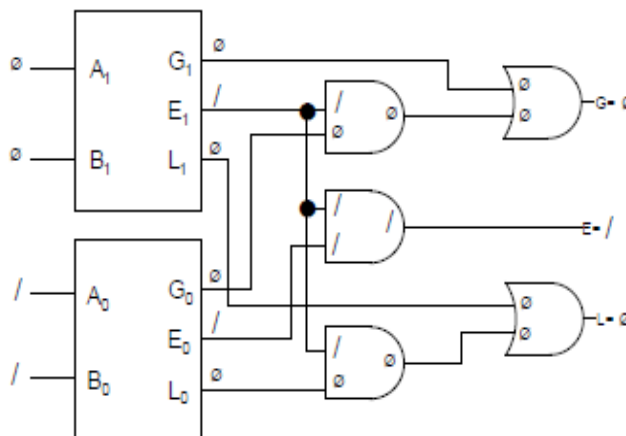 Ø A₁ G₁ Ø
E₁ /
Ø B₁ L₁ Ø
/ A₀ G₀ Ø
E₀ /
/ B₀ L₀ Ø
/ Ø Ø
/ / /
/ Ø Ø
Ø Ø G= Ø
E= /
Ø Ø L= Ø